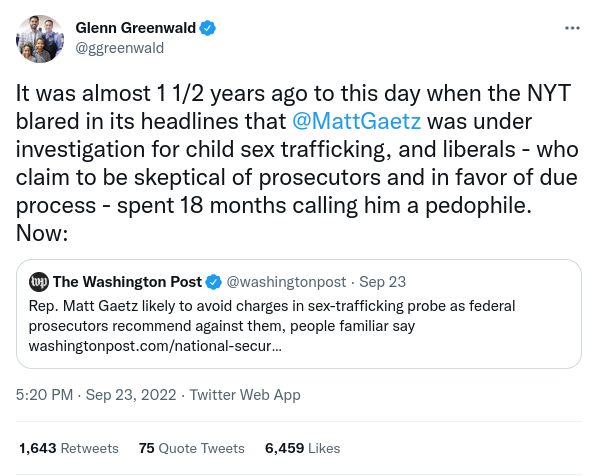 Glenn Greenwald
@ggreenwald
It was almost 1 1/2 years ago to this day when the NYT
blared in its headlines that @MattGaetz was under
investigation for child sex trafficking, and liberals - who
claim to be skeptical of prosecutors and in favor of due
process - spent 18 months calling him a pedophile.
Now:
wp The Washington Post @washingtonpost · Sep 23
Rep. Matt Gaetz likely to avoid charges in sex-trafficking probe as federal
prosecutors recommend against them, people familiar say
washingtonpost.com/national-secur…
5:20 PM · Sep 23, 2022 · Twitter Web App
1,643 Retweets 75 Quote Tweets 6,459 Likes